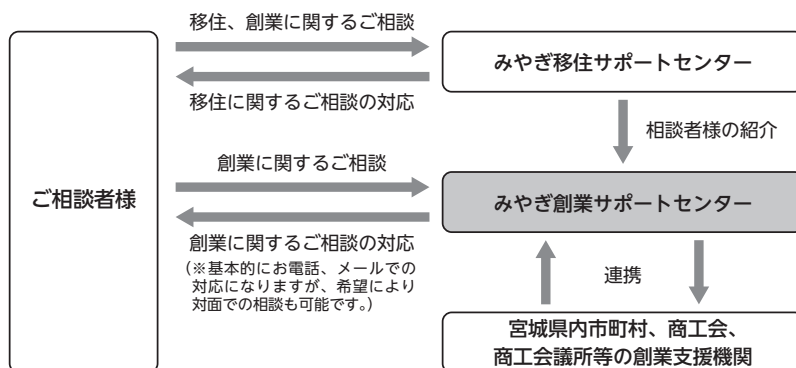 移住、創業に関するご相談
みやぎ移住サポートセンター
移住に関するご相談の対応
相談者様の紹介
ご相談者様
創業に関するご相談
みやぎ創業サポートセンター
創業に関するご相談の対応
(※基本的にお電話、メールでの
対応になりますが、希望により
対面での相談も可能です。)
連携
宮城県内市町村、商工会、
商工会議所等の創業支援機関